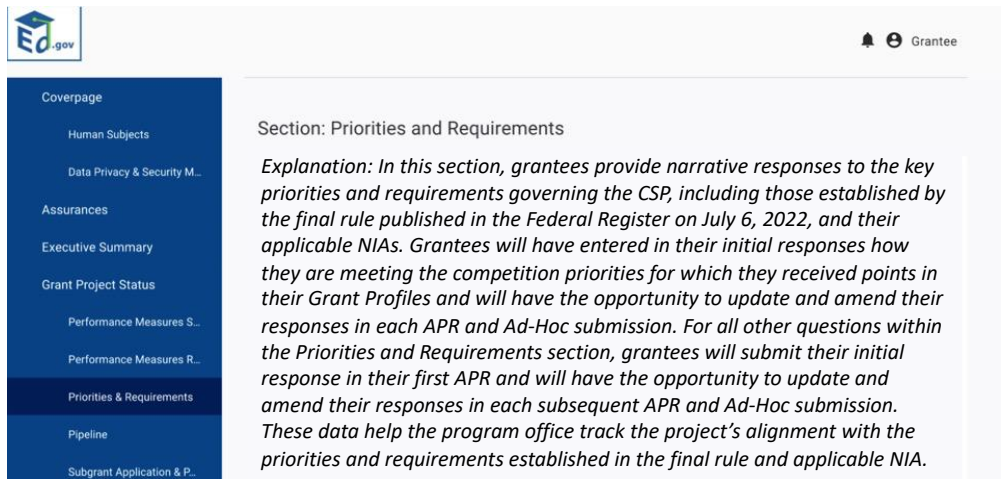 Ed.gov
Grantee
Coverpage
Human Subjects
Data Privacy & Security M...
Assurances
Executive Summary
Grant Project Status
Performance Measures S...
Performance Measures R...
Priorities & Requirements
Pipeline
Subgrant Application & P...
Section: Priorities and Requirements
Explanation: In this section, grantees provide narrative responses to the key
priorities and requirements governing the CSP, including those established by
the final rule published in the Federal Register on July 6, 2022, and their
applicable NIAs. Grantees will have entered in their initial responses how
they are meeting the competition priorities for which they received points in
their Grant Profiles and will have the opportunity to update and amend their
responses in each APR and Ad-Hoc submission. For all other questions within
the Priorities and Requirements section, grantees will submit their initial
response in their first APR and will have the opportunity to update and
amend their responses in each subsequent APR and Ad-Hoc submission.
These data help the program office track the project’s alignment with the
priorities and requirements established in the final rule and applicable NIA.